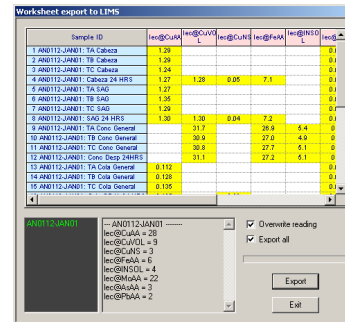 Worksheet export to LIMS
Sample ID lec@CuAA lec@CuVOL lec@CuNS lec@FeAA lec@INSOL
1 AN0112-JAN01: TA Cabeza 1.29
2 AN0112-JAN01: TB Cabeza 1.29
3 AN0112-JAN01: TC Cabeza 1.24
4 AN0112-JAN01: Cabeza 24 HRS 1.27 1.28 0.05 7.1
5 AN0112-JAN01: TA SAG 1.27
6 AN0112-JAN01: TB SAG 1.35
7 AN0112-JAN01: TC SAG 1.29
8 AN0112-JAN01: SAG 24 HRS 1.30 1.30 0.04 7.2
9 AN0112-JAN01: TA Conc General 31.7 26.9 5.4 0
10 AN0112-JAN01: TB Conc General 30.9 27.0 4.9 0
11 AN0112-JAN01: TC Conc General 30.8 27.7 5.1 0
12 AN0112-JAN01: Conc Desp 24HRS 31.1 27.2 5.1 0
13 AN0112-JAN01: TA Cola General 0.112
14 AN0112-JAN01: TB Cola General 0.128
15 AN0112-JAN01: TC Cola General 0.135
AN0112-JAN01
--- AN0112-JAN01 -------
lec@CuAA = 28
lec@CuVOL = 9
lec@CuNS = 3
lec@FeAA = 6
lec@INSOL = 4
lec@MoAA = 22
lec@AsAA = 3
lec@PbAA = 2
Overwrite reading
Export all
Export
Exit